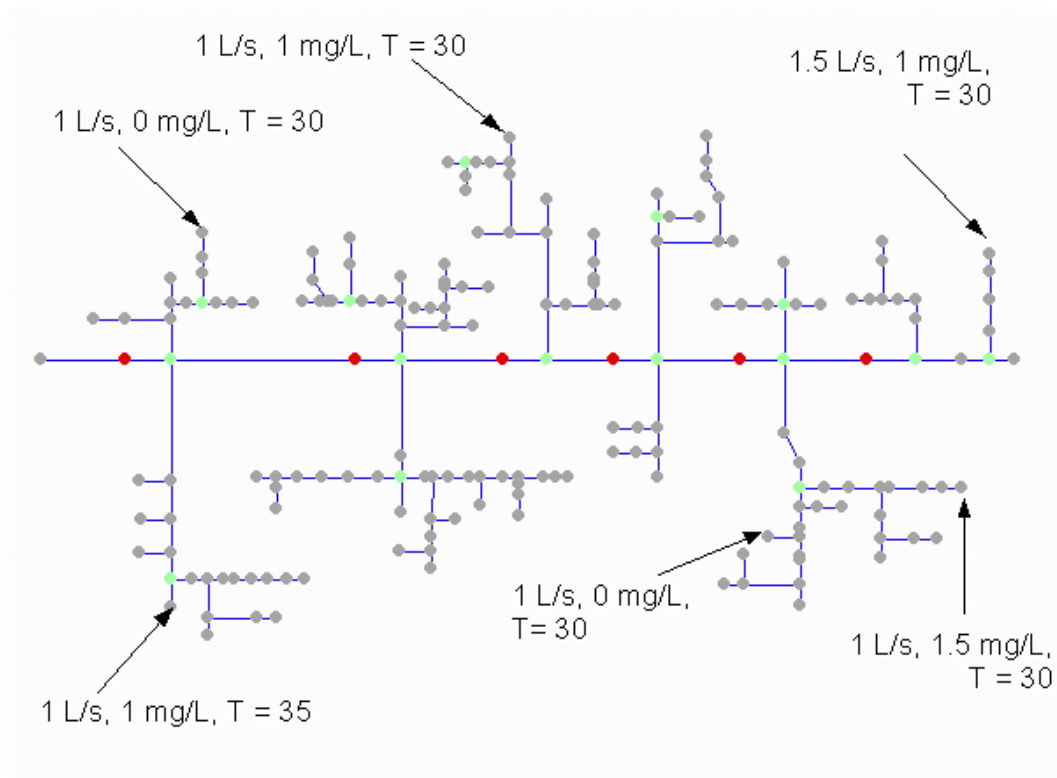 1 L/s, 1 mg/L, T = 30
1.5 L/s, 1 mg/L,
T = 30
1 L/s, 0 mg/L, T = 30
1 L/s, 0 mg/L,
T= 30
1 L/s, 1.5 mg/L,
T = 30
1 L/s, 1 mg/L, T = 35